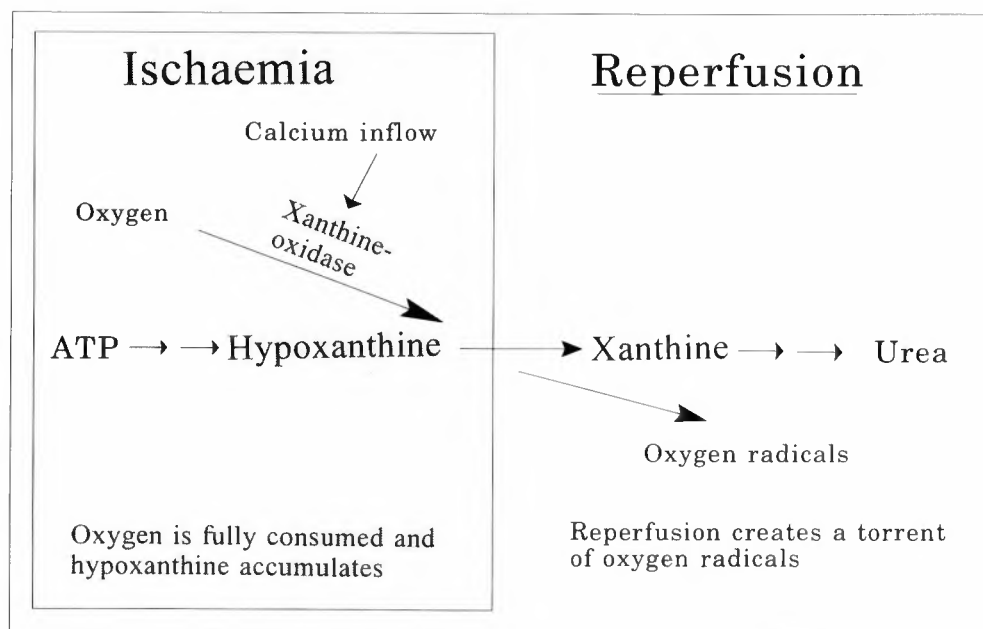 Ischaemia
Reperfusion
Calcium inflow
Oxygen
Xanthine-
oxidase
ATP → → Hypoxanthine → Xanthine → → Urea
Oxygen radicals
Oxygen is fully consumed and
hypoxanthine accumulates
Reperfusion creates a torrent
of oxygen radicals